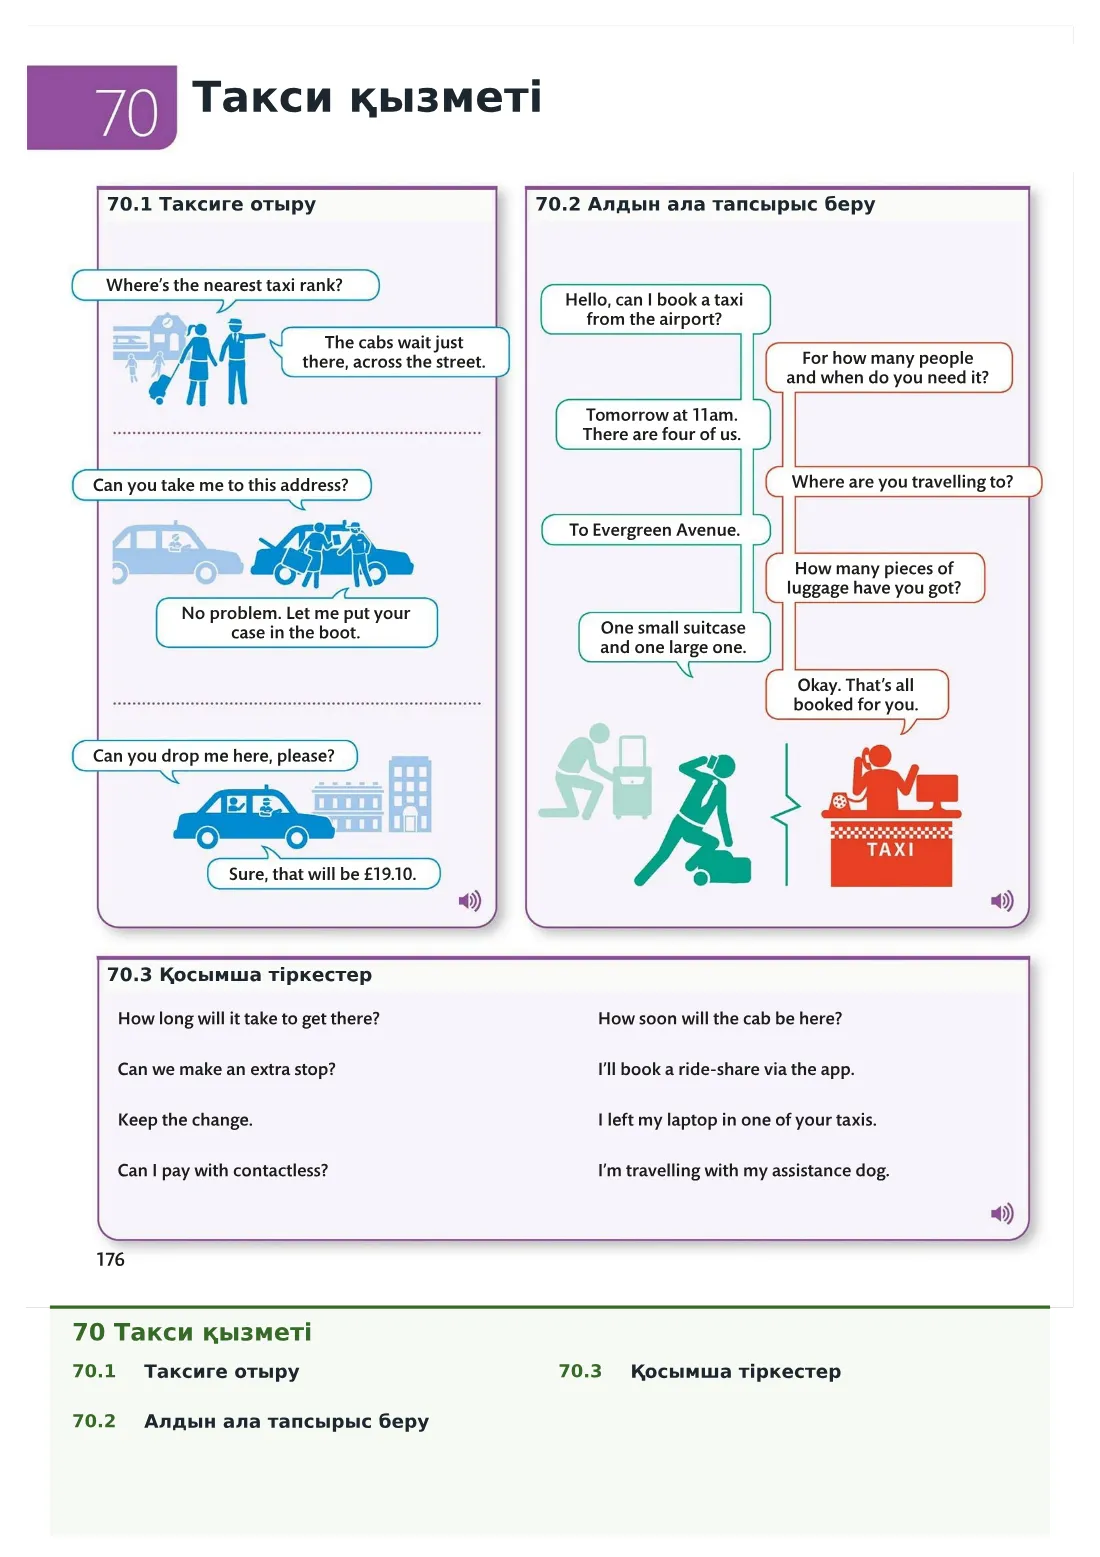 70
Такси қызметі
70.1 Таксиге отыру
Where's the nearest taxi rank?
The cabs wait just
there, across the street.
Can you take me to this address?
No problem. Let me put your
case in the boot.
Can you drop me here, please?
Sure, that will be £19.10.
70.2 Алдын ала тапсырыс беру
Hello, can I book a taxi
from the airport?
For how many people
and when do you need it?
Tomorrow at 11am.
There are four of us.
Where are you travelling to?
To Evergreen Avenue.
How many pieces of
luggage have you got?
One small suitcase
and one large one.
Okay. That's all
booked for you.
TAXI
70.3 Қосымша тіркестер
How long will it take to get there?
Can we make an extra stop?
Keep the change.
Can I pay with contactless?
How soon will the cab be here?
I'll book a ride-share via the app.
I left my laptop in one of your taxis.
I'm travelling with my assistance dog.
176
70 Такси қызметі
70.1 Таксиге отыру
70.2 Алдын ала тапсырыс беру
70.3 Қосымша тіркестер